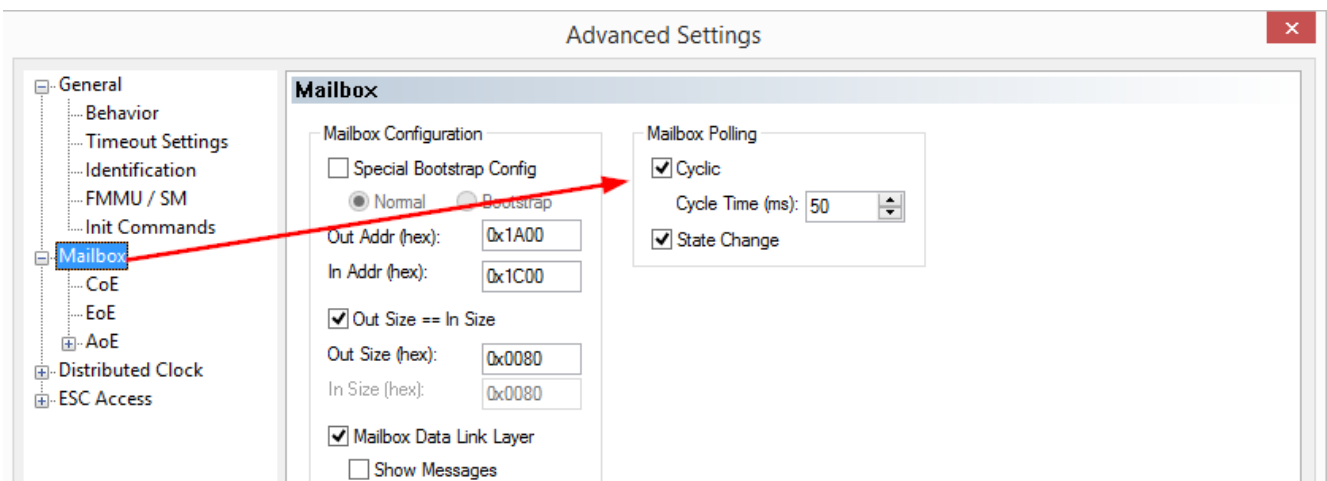 Advanced Settings
General
Behavior
Timeout Settings
Identification
FMMU / SM
Init Commands
Mailbox
CoE
EoE
AoE
Distributed Clock
ESC Access
Mailbox
Mailbox Configuration
Special Bootstrap Config
Normal Bootstrap
Out Addr (hex): 0x1A00
In Addr (hex): 0x1C00
Out Size == In Size
Out Size (hex): 0x0080
In Size (hex): 0x0080
Mailbox Data Link Layer
Show Messages
Mailbox Polling
Cyclic
Cycle Time (ms): 50
State Change